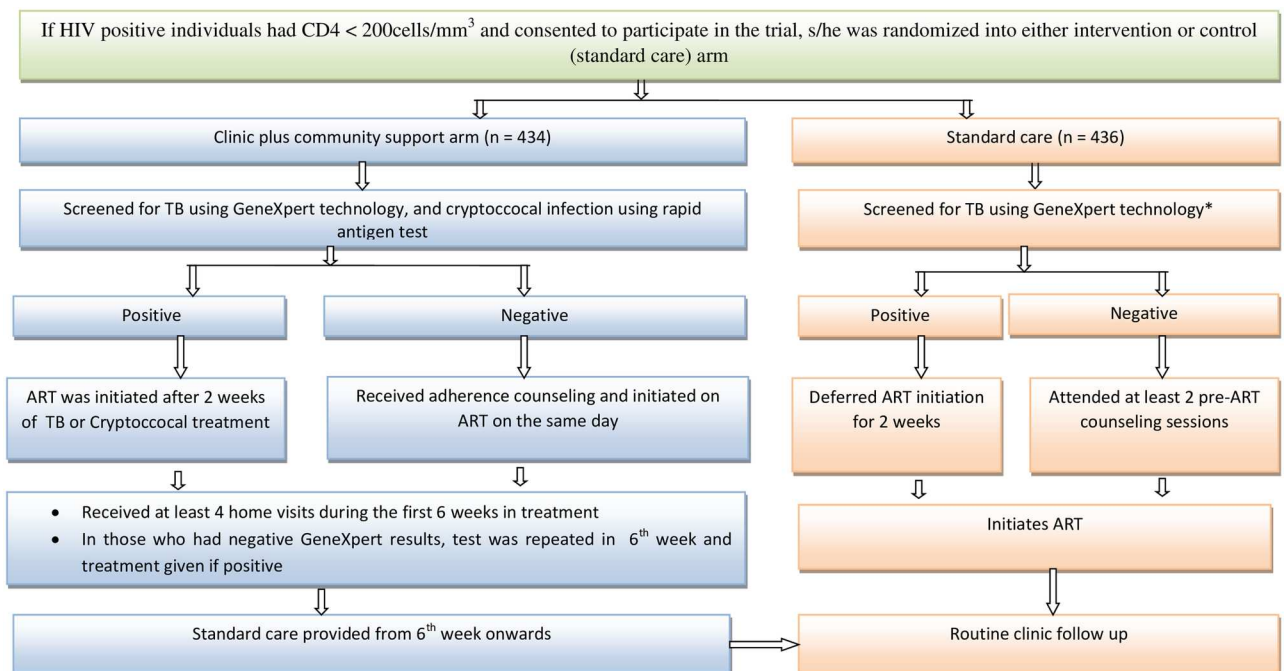 If HIV positive individuals had CD4 < 200cells/mm³ and consented to participate in the trial, s/he was randomized into either intervention or control
(standard care) arm
Clinic plus community support arm (n = 434)
Standard care (n = 436)
Screened for TB using GeneXpert technology, and cryptoccocal infection using rapid
antigen test
Screened for TB using GeneXpert technology*
Positive
Negative
Positive
Negative
ART was initiated after 2 weeks
of TB or Cryptoccocal treatment
Received adherence counseling and initiated on
ART on the same day
Deferred ART initiation
for 2 weeks
Attended at least 2 pre-ART
counseling sessions
• Received at least 4 home visits during the first 6 weeks in treatment
• In those who had negative GeneXpert results, test was repeated in 6th week and
treatment given if positive
Initiates ART
Standard care provided from 6th week onwards
Routine clinic follow up